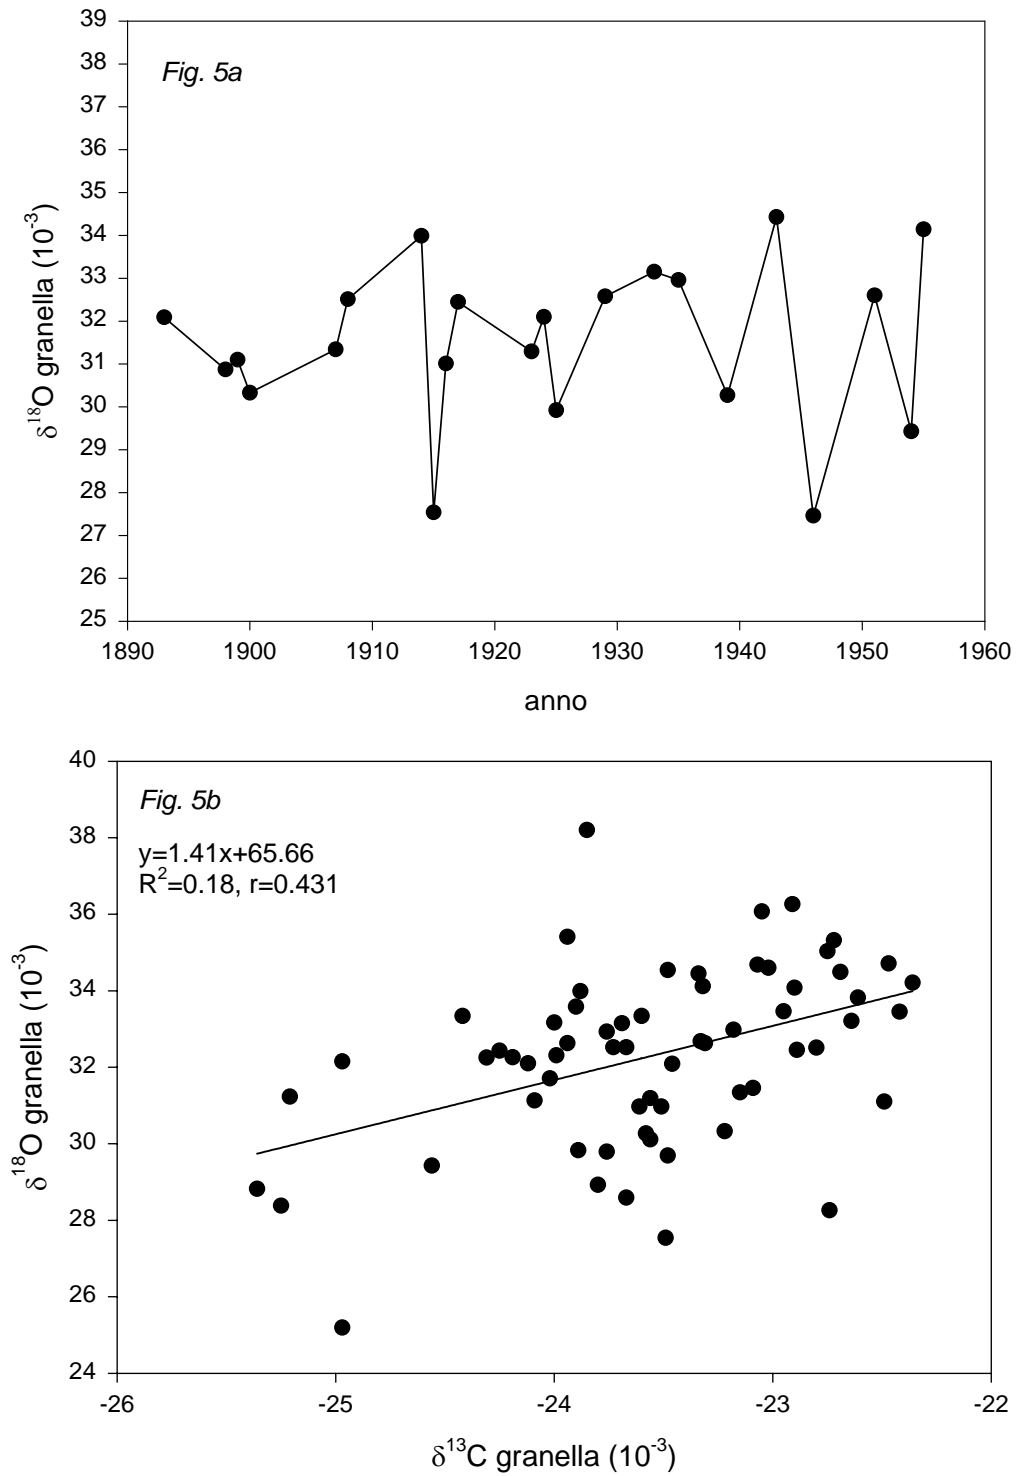 39
38
37
36
35
34
33
32
31
30
29
28
27
26
25
Fig. 5a
δ¹⁸O granella (10⁻³)
1890 1900 1910 1920 1930 1940 1950 1960
anno
40
38
36
34
32
30
28
26
24
Fig. 5b
y=1.41x+65.66
R²=0.18, r=0.431
δ¹⁸O granella (10⁻³)
-26 -25 -24 -23 -22
δ¹³C granella (10⁻³)